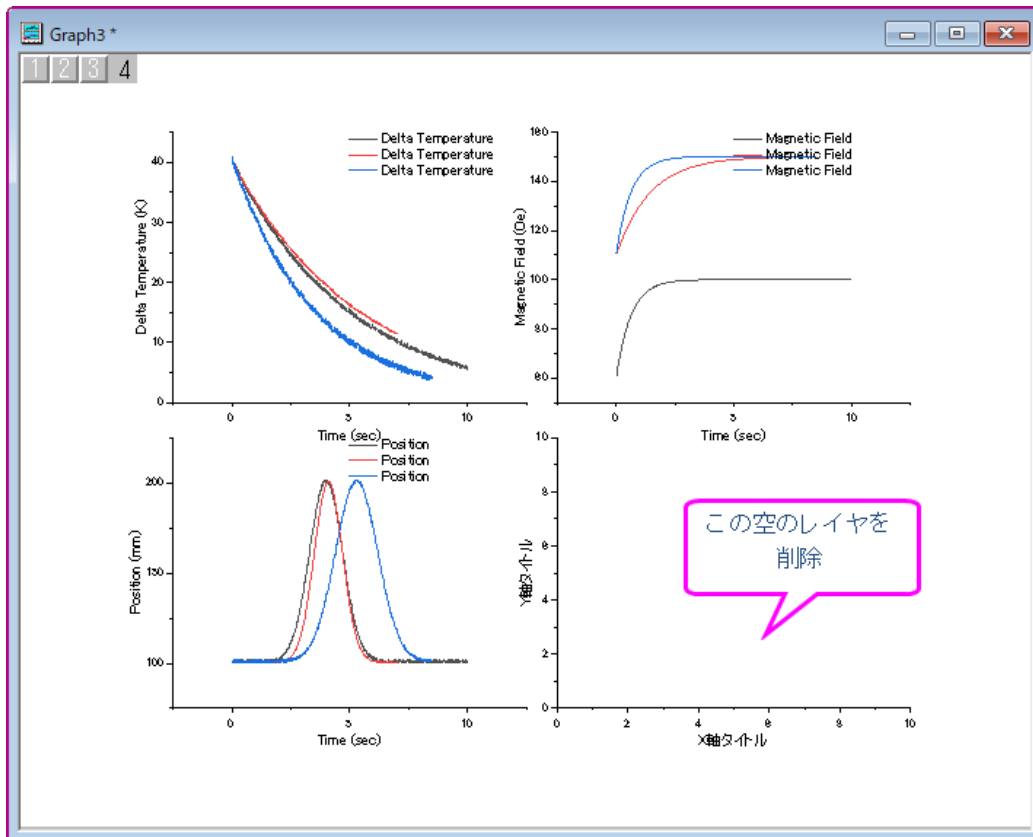 Graph3 *
1 2 3 4
Delta Temperature
Delta Temperature
Delta Temperature
40
30
20
10
0
Delta Temperature (K)
0 5 10
Time (sec)
Magnetic Field
Magnetic Field
Magnetic Field
160
140
120
100
80
60
Magnetic Field (Oe)
0 5 10
Time (sec)
Position
Position
Position
200
150
100
Position (mm)
0 5 10
Time (sec)
10
8
6
4
2
0
Y軸タイトル
0 2 4 6 8 10
X軸タイトル
この空のレイヤを
削除